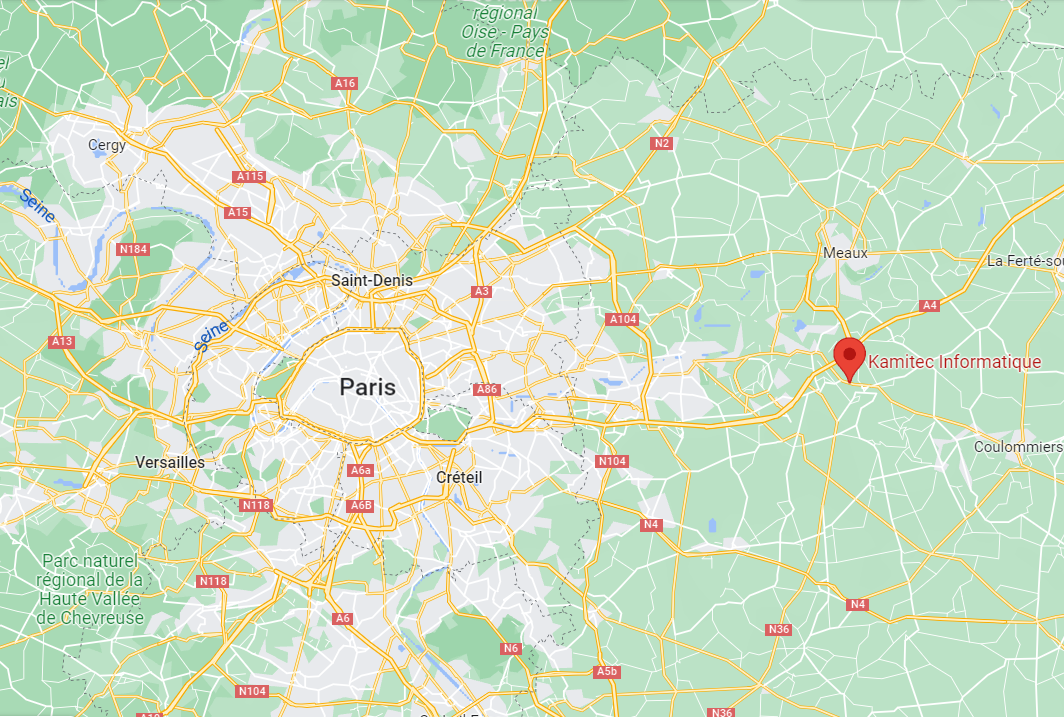 régional
Oise - Pays
de France
A16
Cergy
N2
A115
Seine
A15
N184
Meaux
La Ferté-sou
Saint-Denis
A3
A4
A104
Seine
A13
Kamitec Informatique
Paris
A86
Coulommiers
Versailles
A6a
N104
Créteil
N118
A6B
N4
Parc naturel
régional de la
Haute Vallée
de Chevreuse
N118
N4
A6
N36
N6
A5b
N104
N36